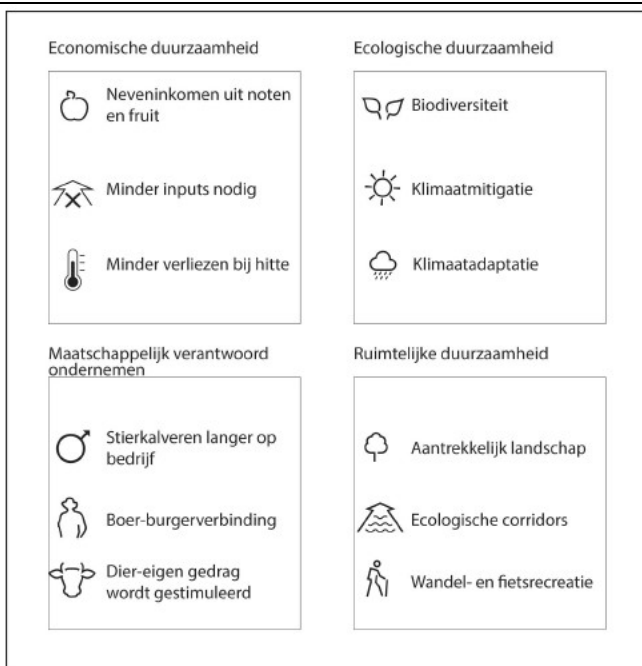 Economische duurzaamheid
Neveninkomen uit noten
en fruit
Minder inputs nodig
Minder verliezen bij hitte
Ecologische duurzaamheid
Biodiversiteit
Klimaatmitigatie
Klimaatadaptatie
Maatschappelijk verantwoord
ondernemen
Stierkalveren langer op
bedrijf
Boer-burgerverbinding
Dier-eigen gedrag
wordt gestimuleerd
Ruimtelijke duurzaamheid
Aantrekkelijk landschap
Ecologische corridors
Wandel- en fietsrecreatie